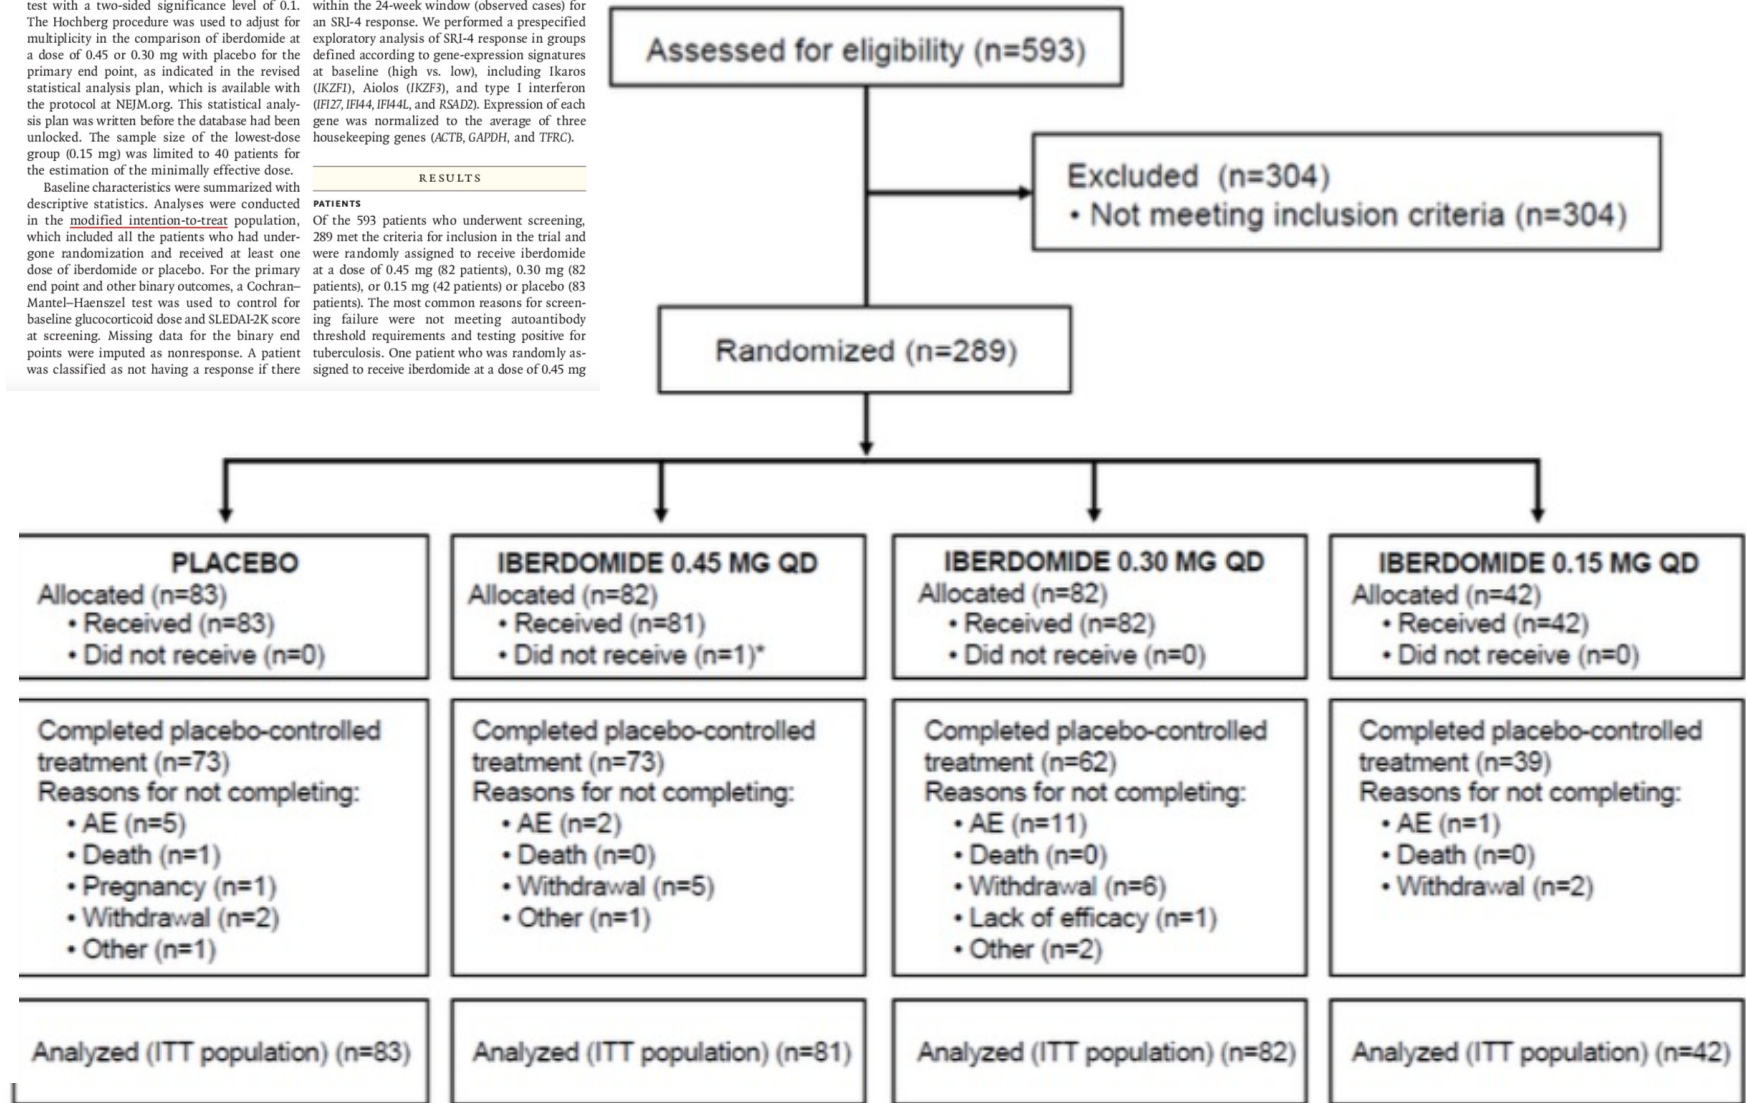 test with a two-sided significance level of 0.1.
The Hochberg procedure was used to adjust for
multiplicity in the comparison of iberdomide at
a dose of 0.45 or 0.30 mg with placebo for the
primary end point, as indicated in the revised
statistical analysis plan, which is available with
the protocol at NEJM.org. This statistical analy-
sis plan was written before the database had been
unlocked. The sample size of the lowest-dose
group (0.15 mg) was limited to 40 patients for
the estimation of the minimally effective dose.
Baseline characteristics were summarized with
descriptive statistics. Analyses were conducted
in the modified intention-to-treat population,
which included all the patients who had under-
gone randomization and received at least one
dose of iberdomide or placebo. For the primary
end point and other binary outcomes, a Cochran–
Mantel–Haenszel test was used to control for
baseline glucocorticoid dose and SLEDAI-2K score
at screening. Missing data for the binary end
points were imputed as nonresponse. A patient
was classified as not having a response if there
within the 24-week window (observed cases) for
an SRI-4 response. We performed a prespecified
exploratory analysis of SRI-4 response in groups
defined according to gene-expression signatures
at baseline (high vs. low), including Ikaros
(IKZF1), Aiolos (IKZF3), and type I interferon
(IFI27, IFI44, IFI44L, and RSAD2). Expression of each
gene was normalized to the average of three
housekeeping genes (ACTB, GAPDH, and TFRC).
RESULTS
PATIENTS
Of the 593 patients who underwent screening,
289 met the criteria for inclusion in the trial and
were randomly assigned to receive iberdomide
at a dose of 0.45 mg (82 patients), 0.30 mg (82
patients), or 0.15 mg (42 patients) or placebo (83
patients). The most common reasons for screen-
ing failure were not meeting autoantibody
threshold requirements and testing positive for
tuberculosis. One patient who was randomly as-
signed to receive iberdomide at a dose of 0.45 mg
Assessed for eligibility (n=593)
Excluded (n=304)
• Not meeting inclusion criteria (n=304)
Randomized (n=289)
PLACEBO
Allocated (n=83)
• Received (n=83)
• Did not receive (n=0)
IBERDOMIDE 0.45 MG QD
Allocated (n=82)
• Received (n=81)
• Did not receive (n=1)*
IBERDOMIDE 0.30 MG QD
Allocated (n=82)
• Received (n=82)
• Did not receive (n=0)
IBERDOMIDE 0.15 MG QD
Allocated (n=42)
• Received (n=42)
• Did not receive (n=0)
Completed placebo-controlled
treatment (n=73)
Reasons for not completing:
• AE (n=5)
• Death (n=1)
• Pregnancy (n=1)
• Withdrawal (n=2)
• Other (n=1)
Completed placebo-controlled
treatment (n=73)
Reasons for not completing:
• AE (n=2)
• Death (n=0)
• Withdrawal (n=5)
• Other (n=1)
Completed placebo-controlled
treatment (n=62)
Reasons for not completing:
• AE (n=11)
• Death (n=0)
• Withdrawal (n=6)
• Lack of efficacy (n=1)
• Other (n=2)
Completed placebo-controlled
treatment (n=39)
Reasons for not completing:
• AE (n=1)
• Death (n=0)
• Withdrawal (n=2)
Analyzed (ITT population) (n=83)
Analyzed (ITT population) (n=81)
Analyzed (ITT population) (n=82)
Analyzed (ITT population) (n=42)